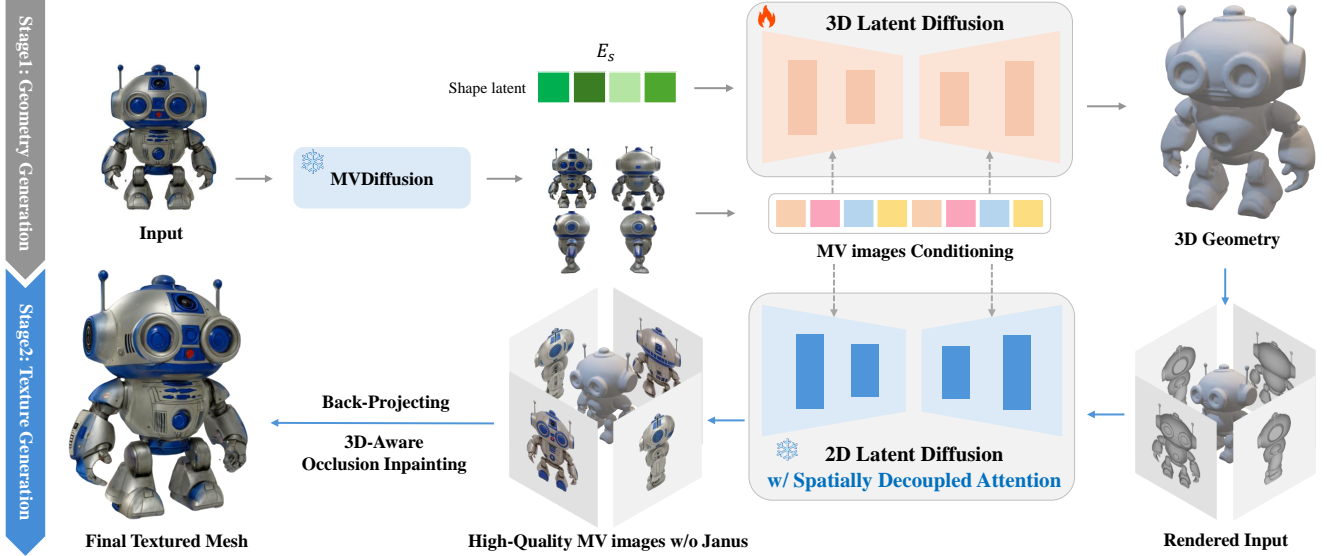 Stage1: Geometry Generation
Input
MVDiffusion
E_s
Shape latent
3D Latent Diffusion
MV images Conditioning
3D Geometry
Stage2: Texture Generation
Final Textured Mesh
Back-Projecting
3D-Aware
Occlusion Inpainting
High-Quality MV images w/o Janus
2D Latent Diffusion
w/ Spatially Decoupled Attention
Rendered Input